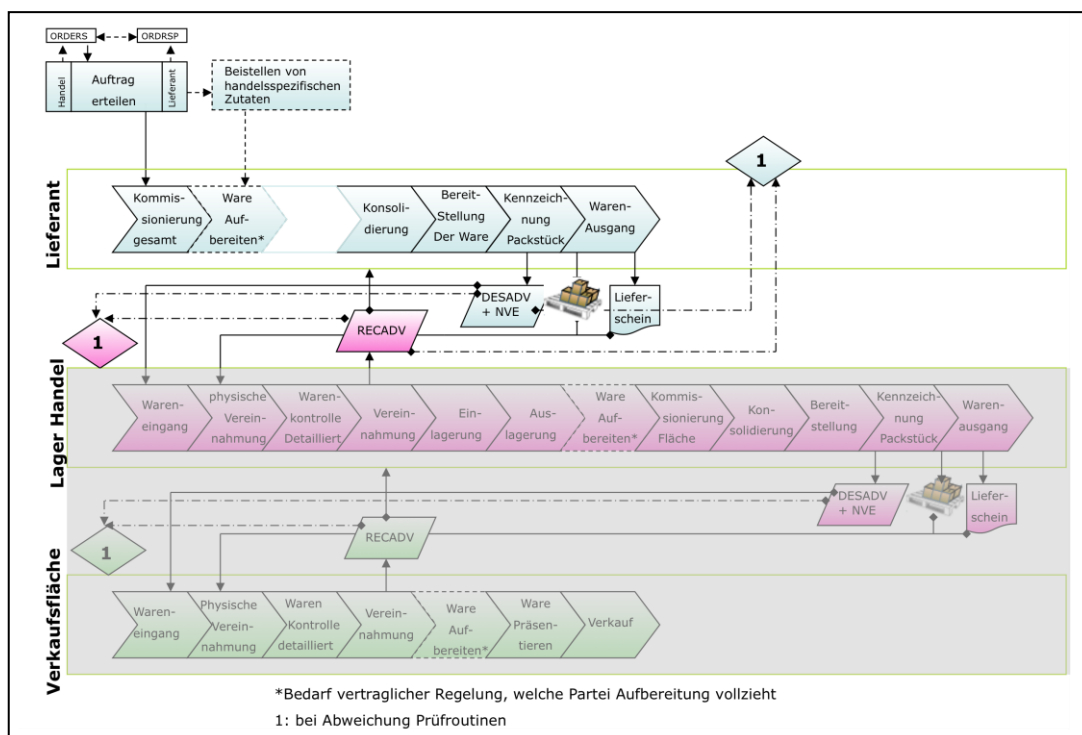 ORDERS
ORDRSP
Handel
Auftrag
erteilen
Lieferant
Beistellen von
handelsspezifischen
Zutaten
1
Lieferant
Kommis-
sionierung
gesamt
Ware
Auf-
bereiten*
Konsoli-
dierung
Bereit-
Stellung
Der Ware
Kennzeich-
nung
Packstück
Waren-
Ausgang
DESADV
+ NVE
Liefer-
schein
1
RECADV
Lager Handel
Waren-
eingang
physische
Verein-
nahmung
Waren-
kontrolle
Detailliert
Verein-
nahmung
Ein-
lagerung
Aus-
lagerung
Ware
Auf-
bereiten*
Kommis-
sionierung
Fläche
Kon-
solidierung
Bereit-
stellung
Kennzeich-
nung
Packstück
Waren-
ausgang
DESADV
+ NVE
Liefer-
schein
1
RECADV
Verkaufsfläche
Waren-
eingang
Physische
Verein-
nahmung
Waren
Kontrolle
detailliert
Verein-
nahmung
Ware
Auf-
bereiten*
Ware
Präsen-
tieren
Verkauf
*Bedarf vertraglicher Regelung, welche Partei Aufbereitung vollzieht
1: bei Abweichung Prüfroutinen